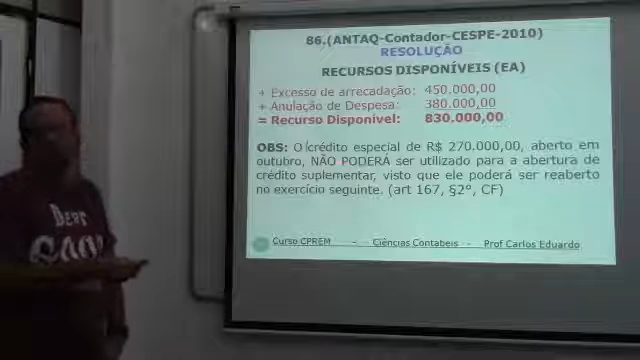 86.(ANTAQ-Contador-CESPE-2010)
RESOLUÇÃO
RECURSOS DISPONÍVEIS (EA)
+ Excesso de arrecadação: 450.000,00
+ Anulação de Despesa: 380.000,00
= Recurso Disponível: 830.000,00
OBS: O crédito especial de R$ 270.000,00, aberto em
outubro, NÃO PODERÁ ser utilizado para a abertura de
crédito suplementar, visto que ele poderá ser reaberto
no exercício seguinte. (art 167, §2º, CF)
Curso CPREM - Ciências Contabeis - Prof Carlos Eduardo